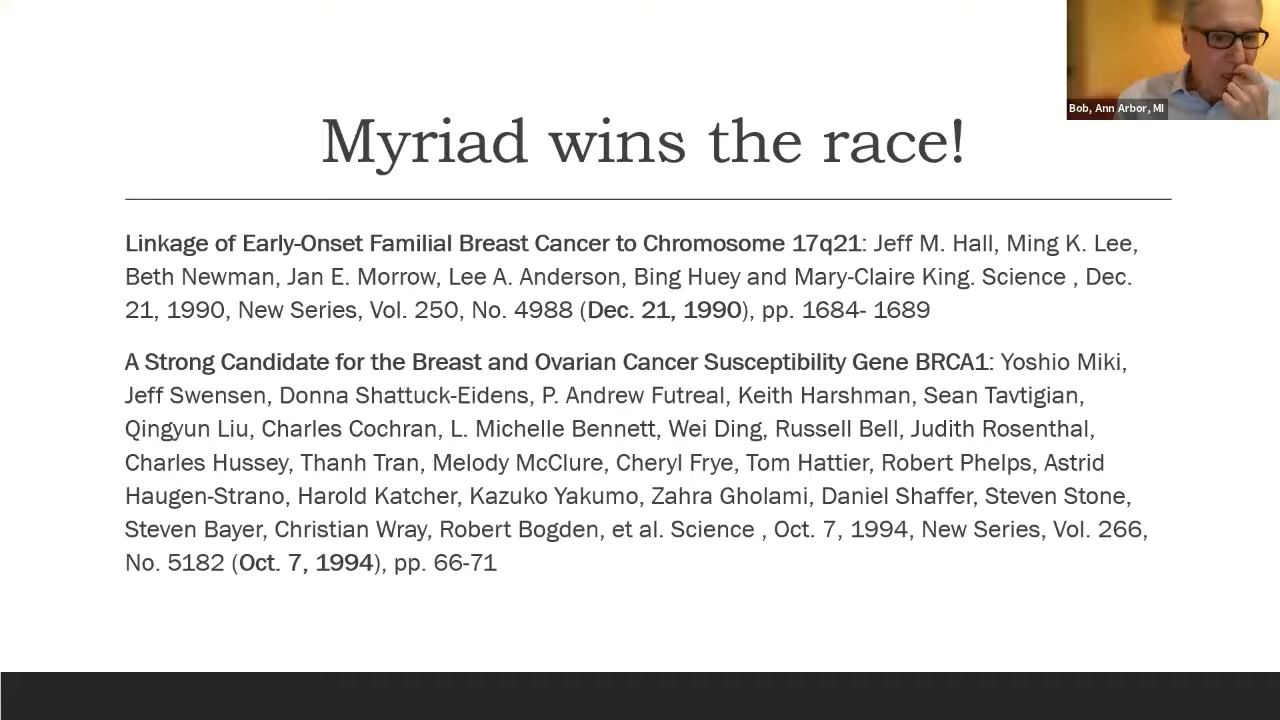 Bob, Ann Arbor, MI
Myriad wins the race!
Linkage of Early-Onset Familial Breast Cancer to Chromosome 17q21: Jeff M. Hall, Ming K. Lee,
Beth Newman, Jan E. Morrow, Lee A. Anderson, Bing Huey and Mary-Claire King. Science , Dec.
21, 1990, New Series, Vol. 250, No. 4988 (Dec. 21, 1990), pp. 1684- 1689
A Strong Candidate for the Breast and Ovarian Cancer Susceptibility Gene BRCA1: Yoshio Miki,
Jeff Swensen, Donna Shattuck-Eidens, P. Andrew Futreal, Keith Harshman, Sean Tavtigian,
Qingyun Liu, Charles Cochran, L. Michelle Bennett, Wei Ding, Russell Bell, Judith Rosenthal,
Charles Hussey, Thanh Tran, Melody McClure, Cheryl Frye, Tom Hattier, Robert Phelps, Astrid
Haugen-Strano, Harold Katcher, Kazuko Yakumo, Zahra Gholami, Daniel Shaffer, Steven Stone,
Steven Bayer, Christian Wray, Robert Bogden, et al. Science , Oct. 7, 1994, New Series, Vol. 266,
No. 5182 (Oct. 7, 1994), pp. 66-71